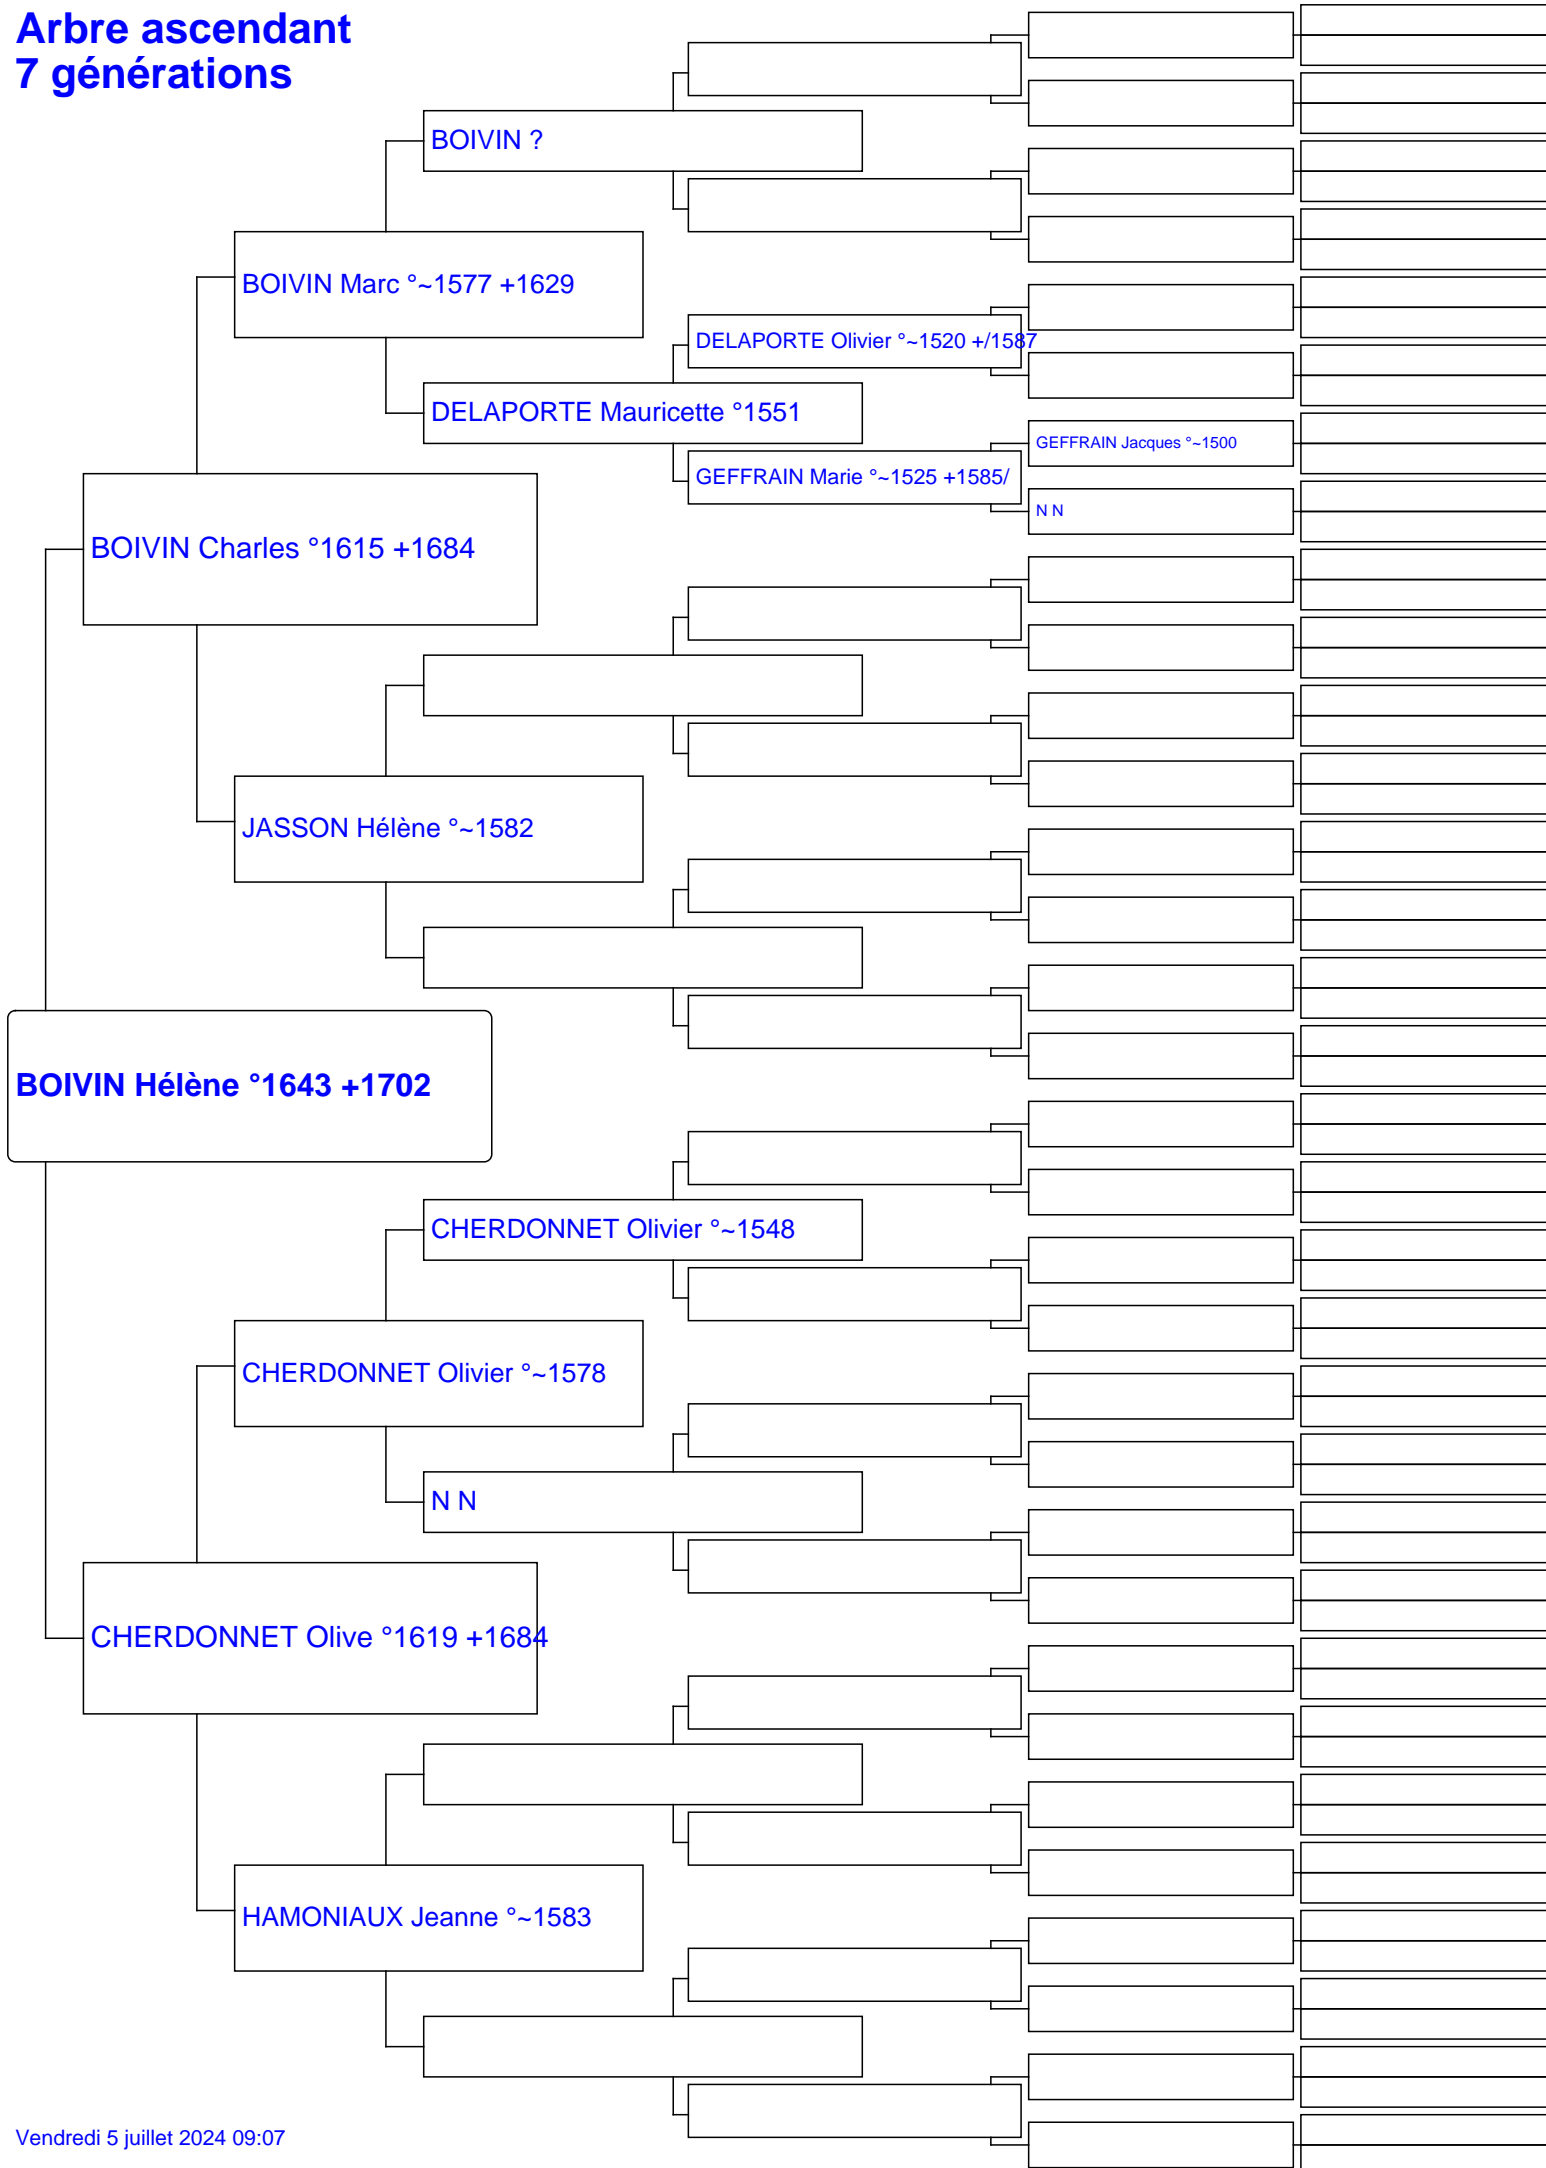 Arbre ascendant
7 générations
BOIVIN ?
BOIVIN Marc °~1577 +1629
DELAPORTE Olivier °~1520 +/1587
DELAPORTE Mauricette °1551
GEFFRAIN Jacques °~1500
GEFFRAIN Marie °~1525 +1585/
N N
BOIVIN Charles °1615 +1684
JASSON Hélène °~1582
BOIVIN Hélène °1643 +1702
CHERDONNET Olivier °~1548
CHERDONNET Olivier °~1578
N N
CHERDONNET Olive °1619 +1684
HAMONIAUX Jeanne °~1583
Vendredi 5 juillet 2024 09:07